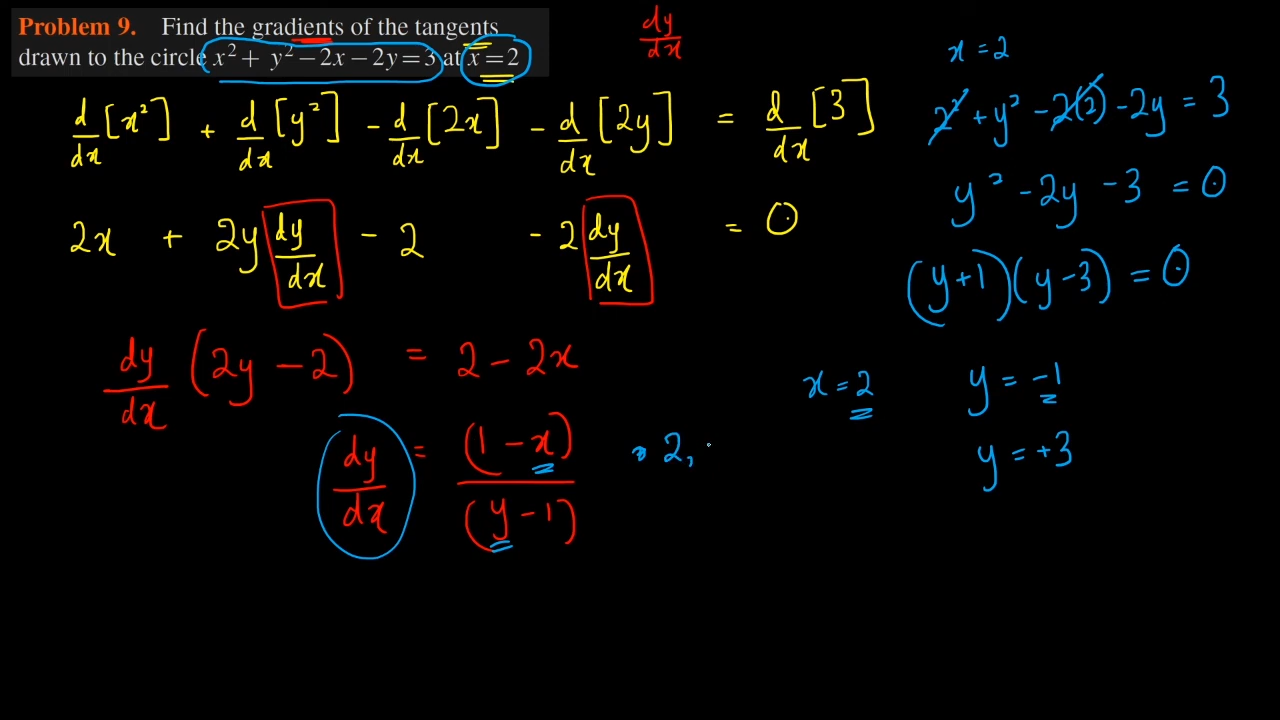 Problem 9. Find the gradients of the tangents
drawn to the circle x² + y² − 2x − 2y = 3 at x = 2
dy/dx
d/dx [x²] + d/dx [y²] - d/dx [2x] - d/dx [2y] = d/dx [3]
2x + 2y dy/dx - 2 - 2 dy/dx = 0
dy/dx (2y - 2) = 2 - 2x
dy/dx = (1 - x)/(y - 1)
2,
x = 2
2² + y² - 2(2) - 2y = 3
y² - 2y - 3 = 0
(y+1)(y-3) = 0
x = 2 y = -1
y = +3